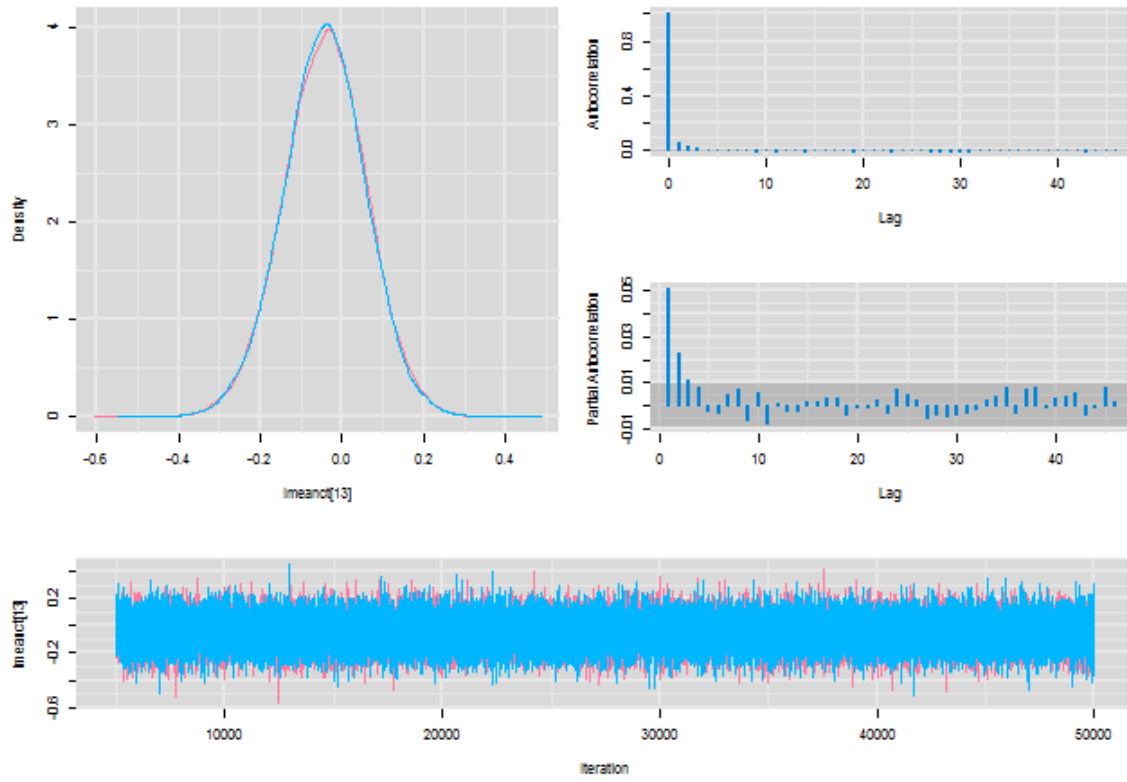 Density
4
3
2
1
0
−0.6 −0.4 −0.2 0.0 0.2 0.4
lmeanct[13]
Autocorrelation
0.8
0.4
0.0
0 10 20 30 40
Lag
Partial Autocorrelation
0.05
0.03
0.01
−0.01
0 10 20 30 40
Lag
lmeanct[13]
0.2
−0.2
−0.6
10000 20000 30000 40000 50000
Iteration